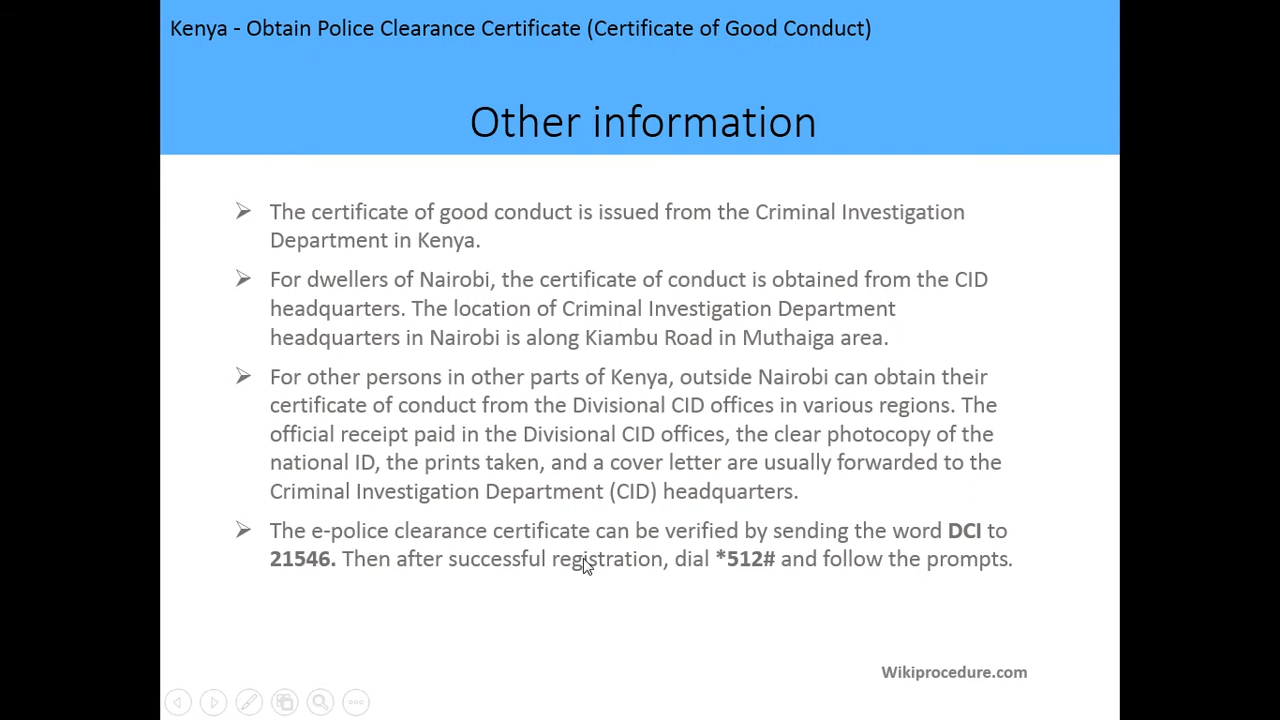 Kenya - Obtain Police Clearance Certificate (Certificate of Good Conduct)
Other information
The certificate of good conduct is issued from the Criminal Investigation
Department in Kenya.
For dwellers of Nairobi, the certificate of conduct is obtained from the CID
headquarters. The location of Criminal Investigation Department
headquarters in Nairobi is along Kiambu Road in Muthaiga area.
For other persons in other parts of Kenya, outside Nairobi can obtain their
certificate of conduct from the Divisional CID offices in various regions. The
official receipt paid in the Divisional CID offices, the clear photocopy of the
national ID, the prints taken, and a cover letter are usually forwarded to the
Criminal Investigation Department (CID) headquarters.
The e-police clearance certificate can be verified by sending the word DCI to
21546. Then after successful registration, dial *512# and follow the prompts.
Wikiprocedure.com